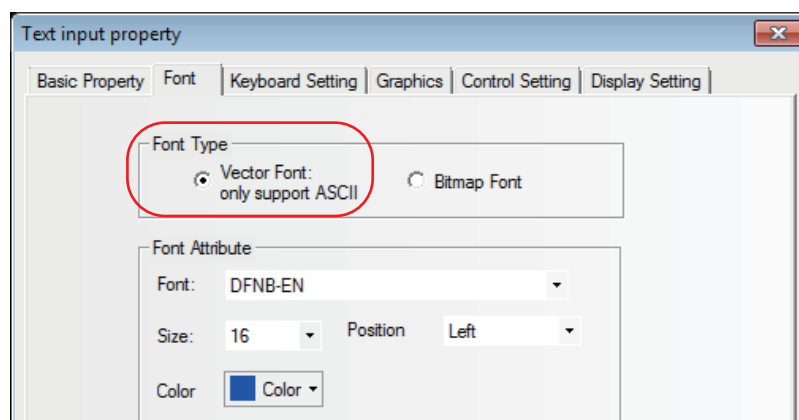 Text input property
Basic Property Font Keyboard Setting Graphics Control Setting Display Setting
Font Type
Vector Font:
only support ASCII
Bitmap Font
Font Attribute
Font: DFNB-EN
Size: 16 Position Left
Color Color